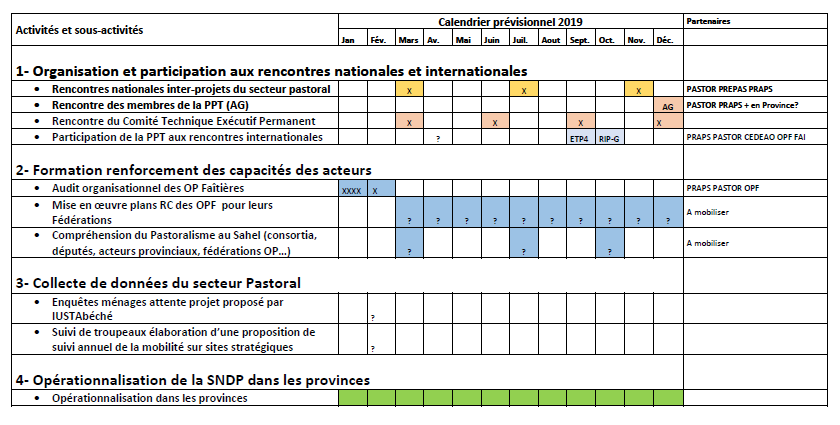 Activités et sous-activités
Calendrier prévisionnel 2019
Partenaires
Jan Fév. Mars Av. Mai Juin Juil. Aout Sept. Oct. Nov. Déc.
1- Organisation et participation aux rencontres nationales et internationales
• Rencontres nationales inter-projets du secteur pastoral X X X PASTOR PREPAS PRAPS
• Rencontre des membres de la PPT (AG) AG PASTOR PRAPS + en Province?
• Rencontre du Comité Technique Exécutif Permanent X X X X
• Participation de la PPT aux rencontres internationales ? ETP4 RIP-G PRAPS PASTOR CEDEAO OPF FAI
2- Formation renforcement des capacités des acteurs
• Audit organisationnel des OP Faîtières XXXX X PRAPS PASTOR OPF
• Mise en œuvre plans RC des OPF pour leurs
Fédérations ? ? ? ? ? ? ? ? ? ? A mobiliser
• Compréhension du Pastoralisme au Sahel (consortia,
députés, acteurs provinciaux, fédérations OP…) ? ? ? A mobiliser
3- Collecte de données du secteur Pastoral
• Enquêtes ménages attente projet proposé par
IUSTAbéché ?
• Suivi de troupeaux élaboration d'une proposition de
suivi annuel de la mobilité sur sites stratégiques ?
4- Opérationnalisation de la SNDP dans les provinces
• Opérationnalisation dans les provinces